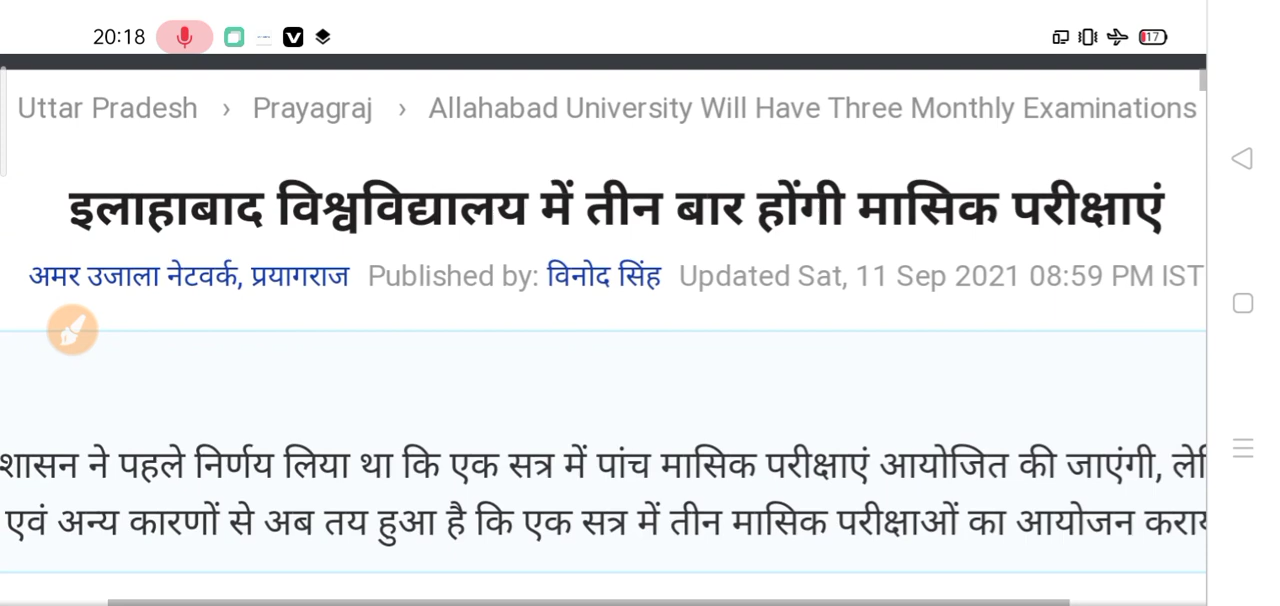 20:18
17
Uttar Pradesh › Prayagraj › Allahabad University Will Have Three Monthly Examinations
इलाहाबाद विश्वविद्यालय में तीन बार होंगी मासिक परीक्षाएं
अमर उजाला नेटवर्क, प्रयागराज Published by: विनोद सिंह Updated Sat, 11 Sep 2021 08:59 PM IST
शासन ने पहले निर्णय लिया था कि एक सत्र में पांच मासिक परीक्षाएं आयोजित की जाएंगी,
एवं अन्य कारणों से अब तय हुआ है कि एक सत्र में तीन मासिक परीक्षाओं का आयोजन